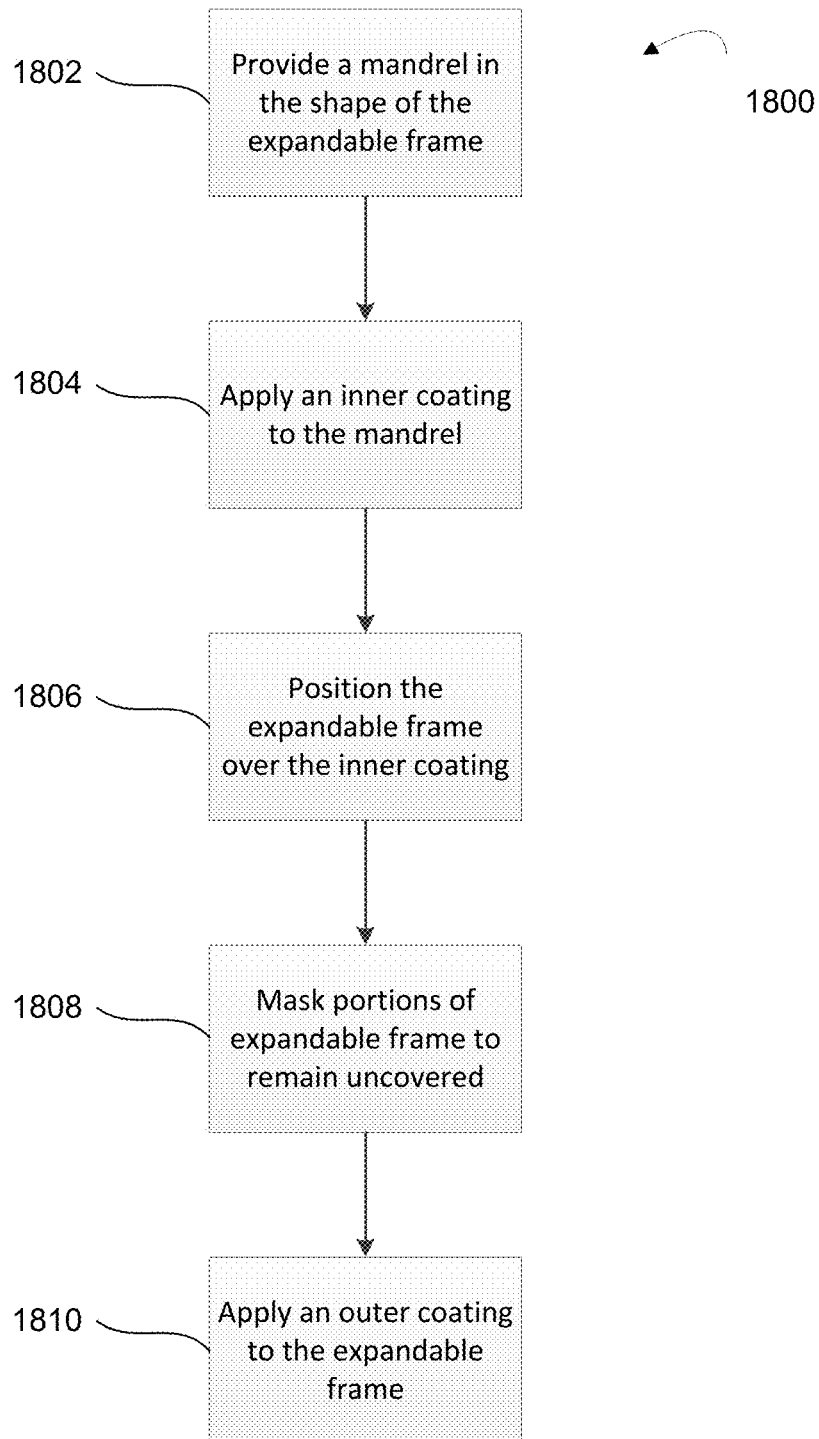 1800
1802
Provide a mandrel in
the shape of the
expandable frame
1804
Apply an inner coating
to the mandrel
1806
Position the
expandable frame
over the inner coating
1808
Mask portions of
expandable frame to
remain uncovered
1810
Apply an outer coating
to the expandable
frame